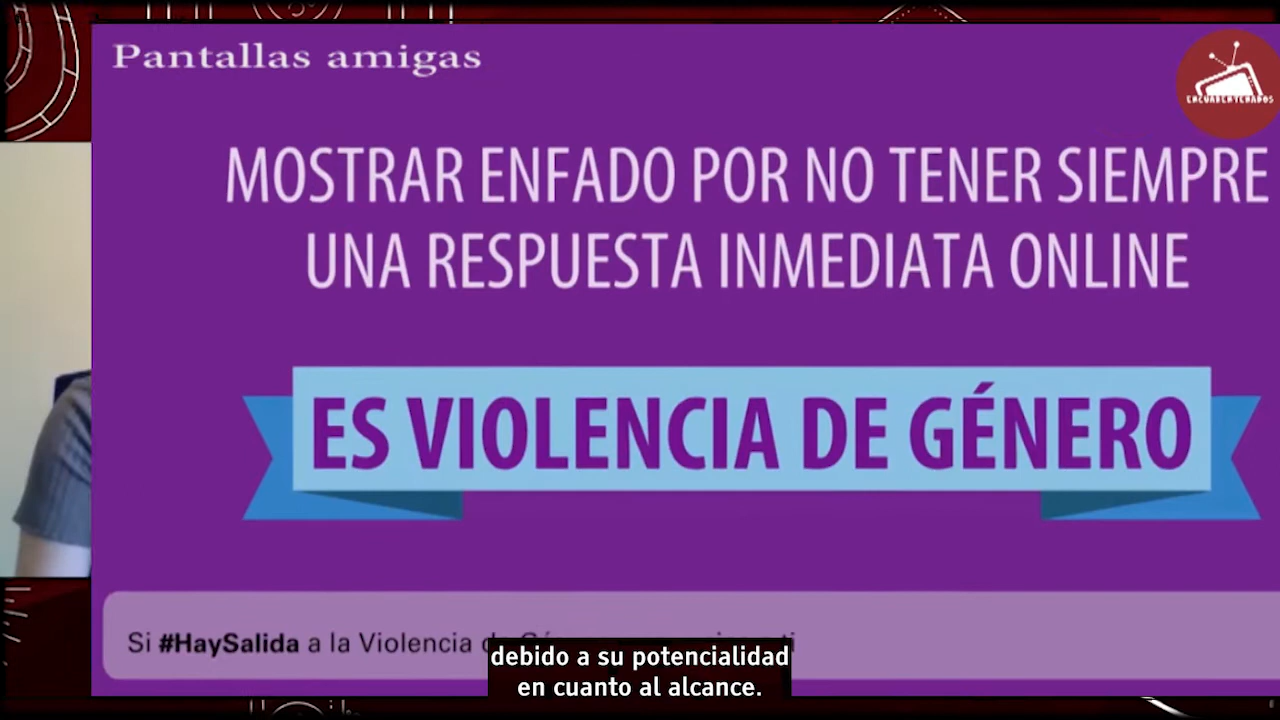 Pantallas amigas
ENCUARENTENADOS
MOSTRAR ENFADO POR NO TENER SIEMPRE
UNA RESPUESTA INMEDIATA ONLINE
ES VIOLENCIA DE GÉNERO
Si #HaySalida a la Violencia
debido a su potencialidad
en cuanto al alcance.